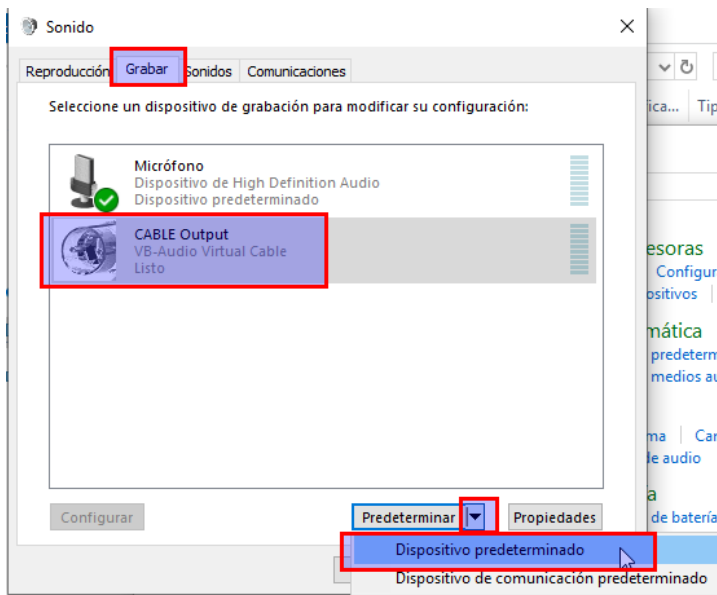 Sonido
Reproducción Grabar Sonidos Comunicaciones
Seleccione un dispositivo de grabación para modificar su configuración:
Micrófono
Dispositivo de High Definition Audio
Dispositivo predeterminado
CABLE Output
VB-Audio Virtual Cable
Listo
Configurar Predeterminar Propiedades
Dispositivo predeterminado
Dispositivo de comunicación predeterminado
ica... Tip
esoras
Configur
ositivos
mática
predeterm
medios au
ma Car
de audio
a
de batería